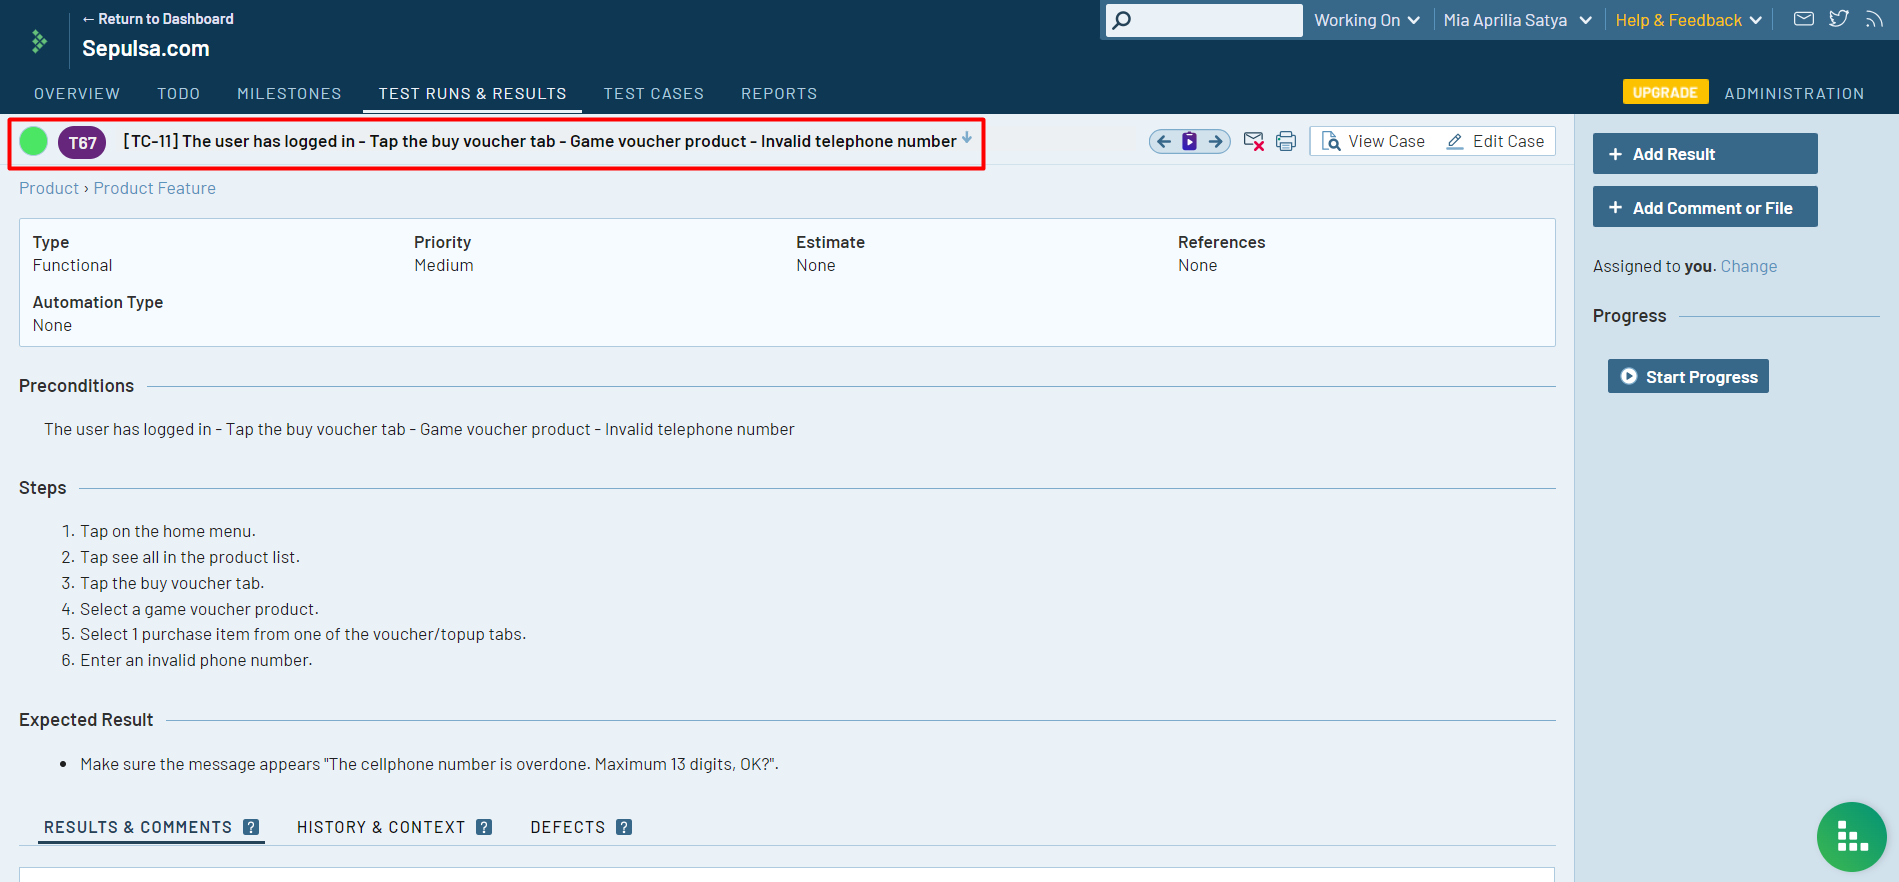 ← Return to Dashboard
Sepulsa.com
Working On
Mia Aprilia Satya
Help & Feedback
OVERVIEW
TODO
MILESTONES
TEST RUNS & RESULTS
TEST CASES
REPORTS
UPGRADE
ADMINISTRATION
T67
[TC-11] The user has logged in - Tap the buy voucher tab - Game voucher product - Invalid telephone number
View Case
Edit Case
Product › Product Feature
Type
Functional
Priority
Medium
Estimate
None
References
None
Automation Type
None
Preconditions
The user has logged in - Tap the buy voucher tab - Game voucher product - Invalid telephone number
Steps
1. Tap on the home menu.
2. Tap see all in the product list.
3. Tap the buy voucher tab.
4. Select a game voucher product.
5. Select 1 purchase item from one of the voucher/topup tabs.
6. Enter an invalid phone number.
Expected Result
• Make sure the message appears "The cellphone number is overdone. Maximum 13 digits, OK?".
RESULTS & COMMENTS ?
HISTORY & CONTEXT ?
DEFECTS ?
+ Add Result
+ Add Comment or File
Assigned to you. Change
Progress
Start Progress